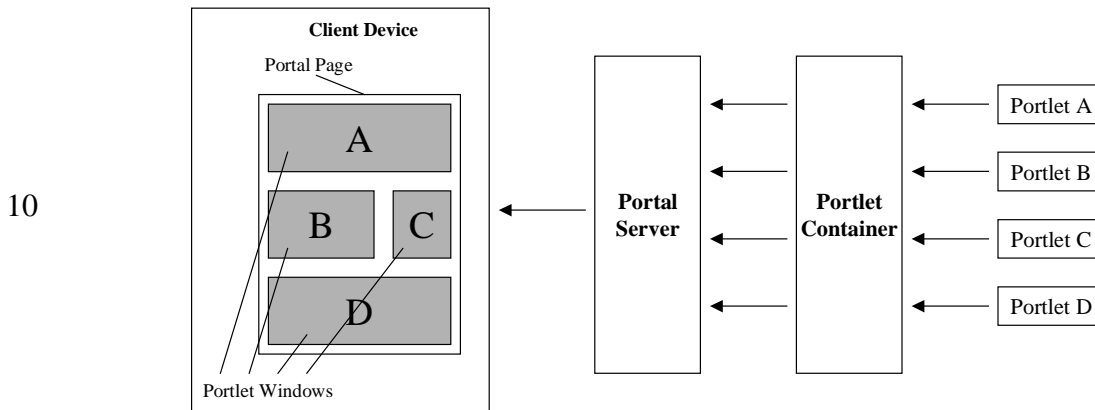 Client Device
Portal Page
A
B
C
D
Portlet Windows
10
Portal
Server
Portlet
Container
Portlet A
Portlet B
Portlet C
Portlet D